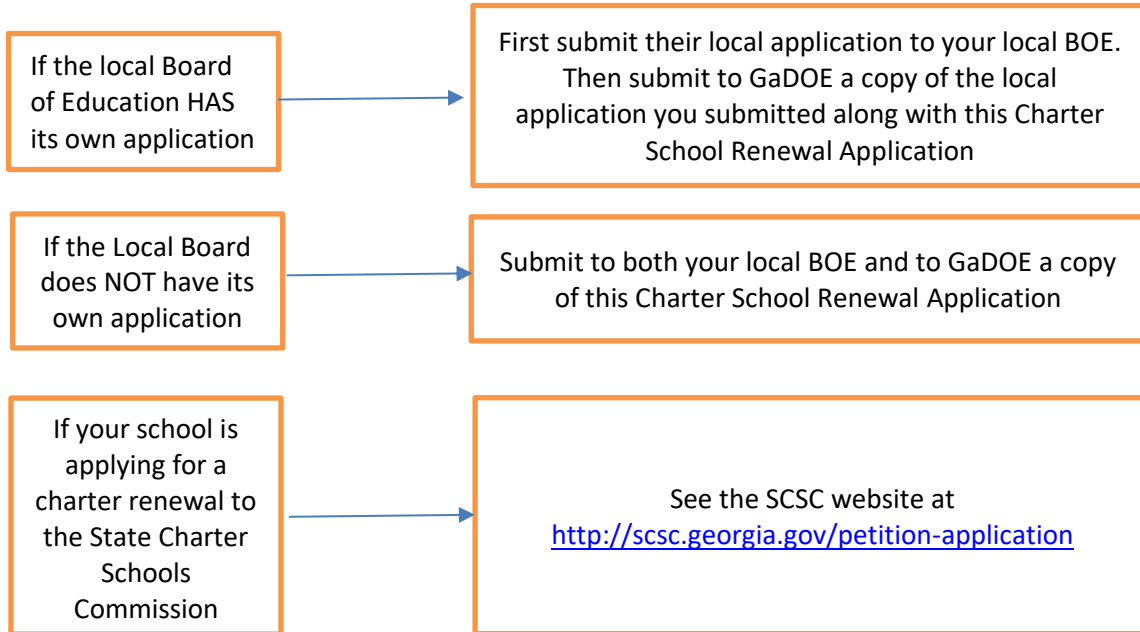 If the local Board
of Education HAS
its own application
First submit their local application to your local BOE.
Then submit to GaDOE a copy of the local
application you submitted along with this Charter
School Renewal Application
If the Local Board
does NOT have its
own application
Submit to both your local BOE and to GaDOE a copy
of this Charter School Renewal Application
If your school is
applying for a
charter renewal to
the State Charter
Schools
Commission
See the SCSC website at
http://scsc.georgia.gov/petition-application